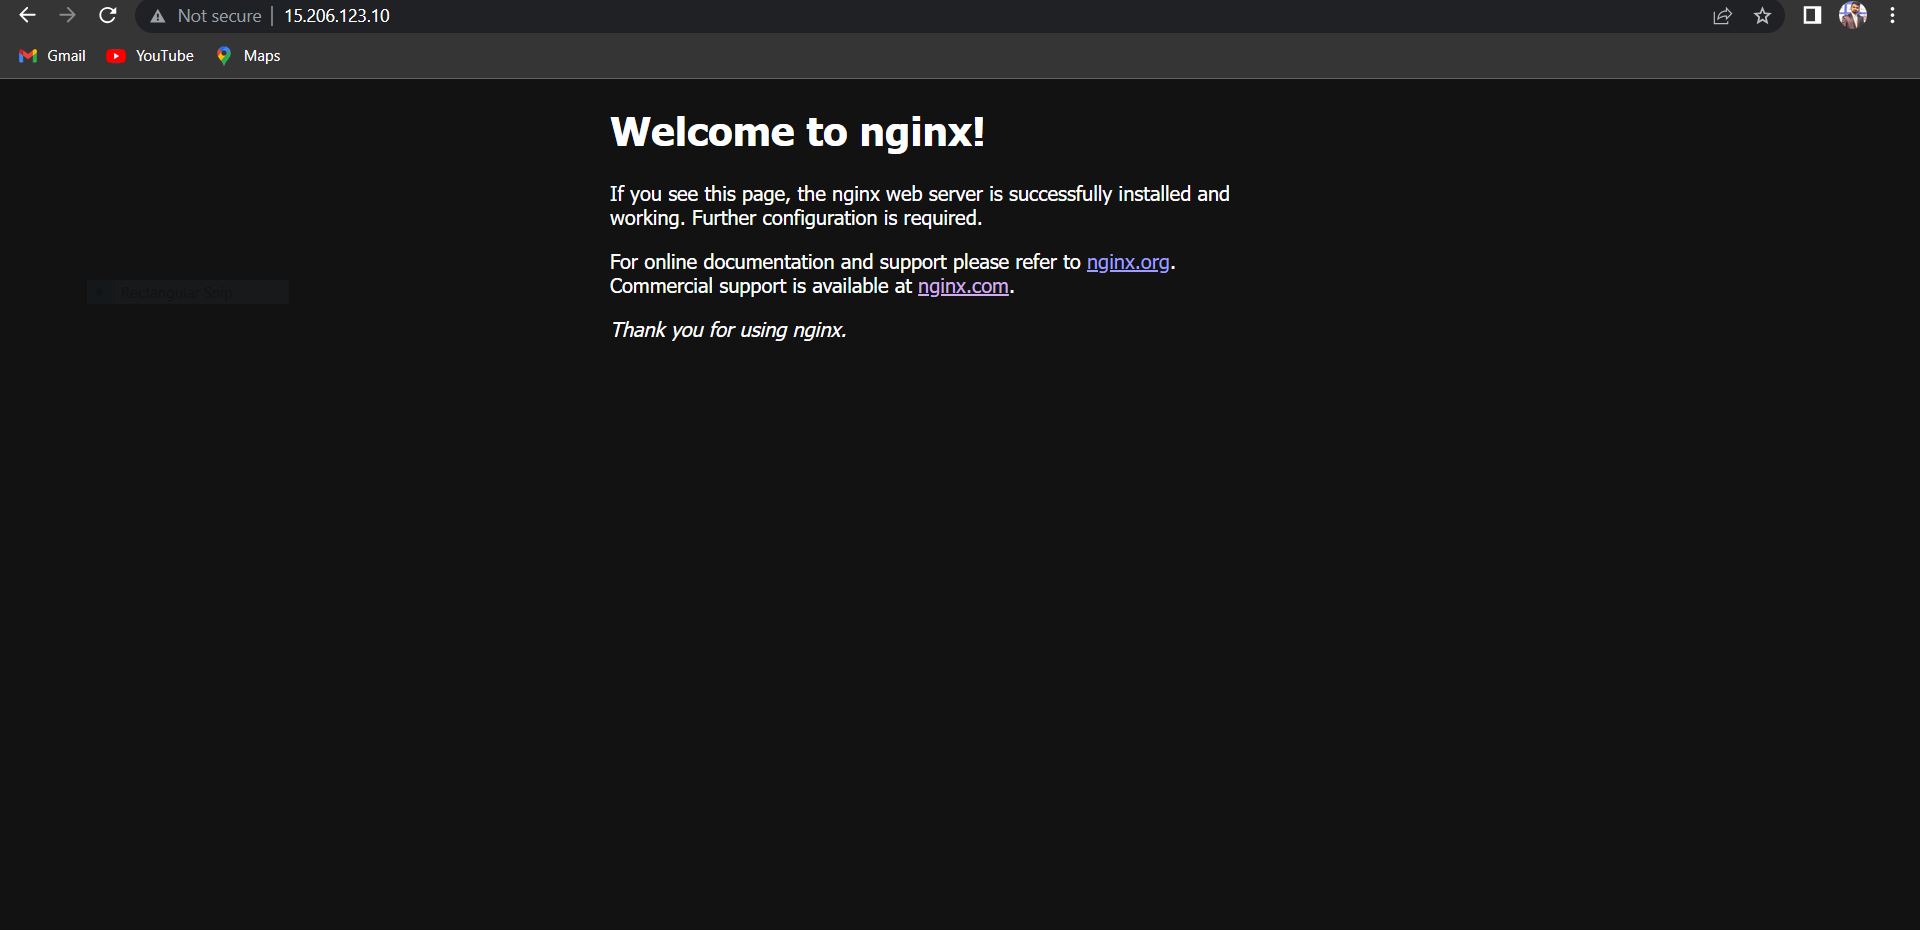 Not secure | 15.206.123.10
Gmail YouTube Maps
Welcome to nginx!
If you see this page, the nginx web server is successfully installed and
working. Further configuration is required.
For online documentation and support please refer to nginx.org.
Commercial support is available at nginx.com.
Rectangular Snip
Thank you for using nginx.